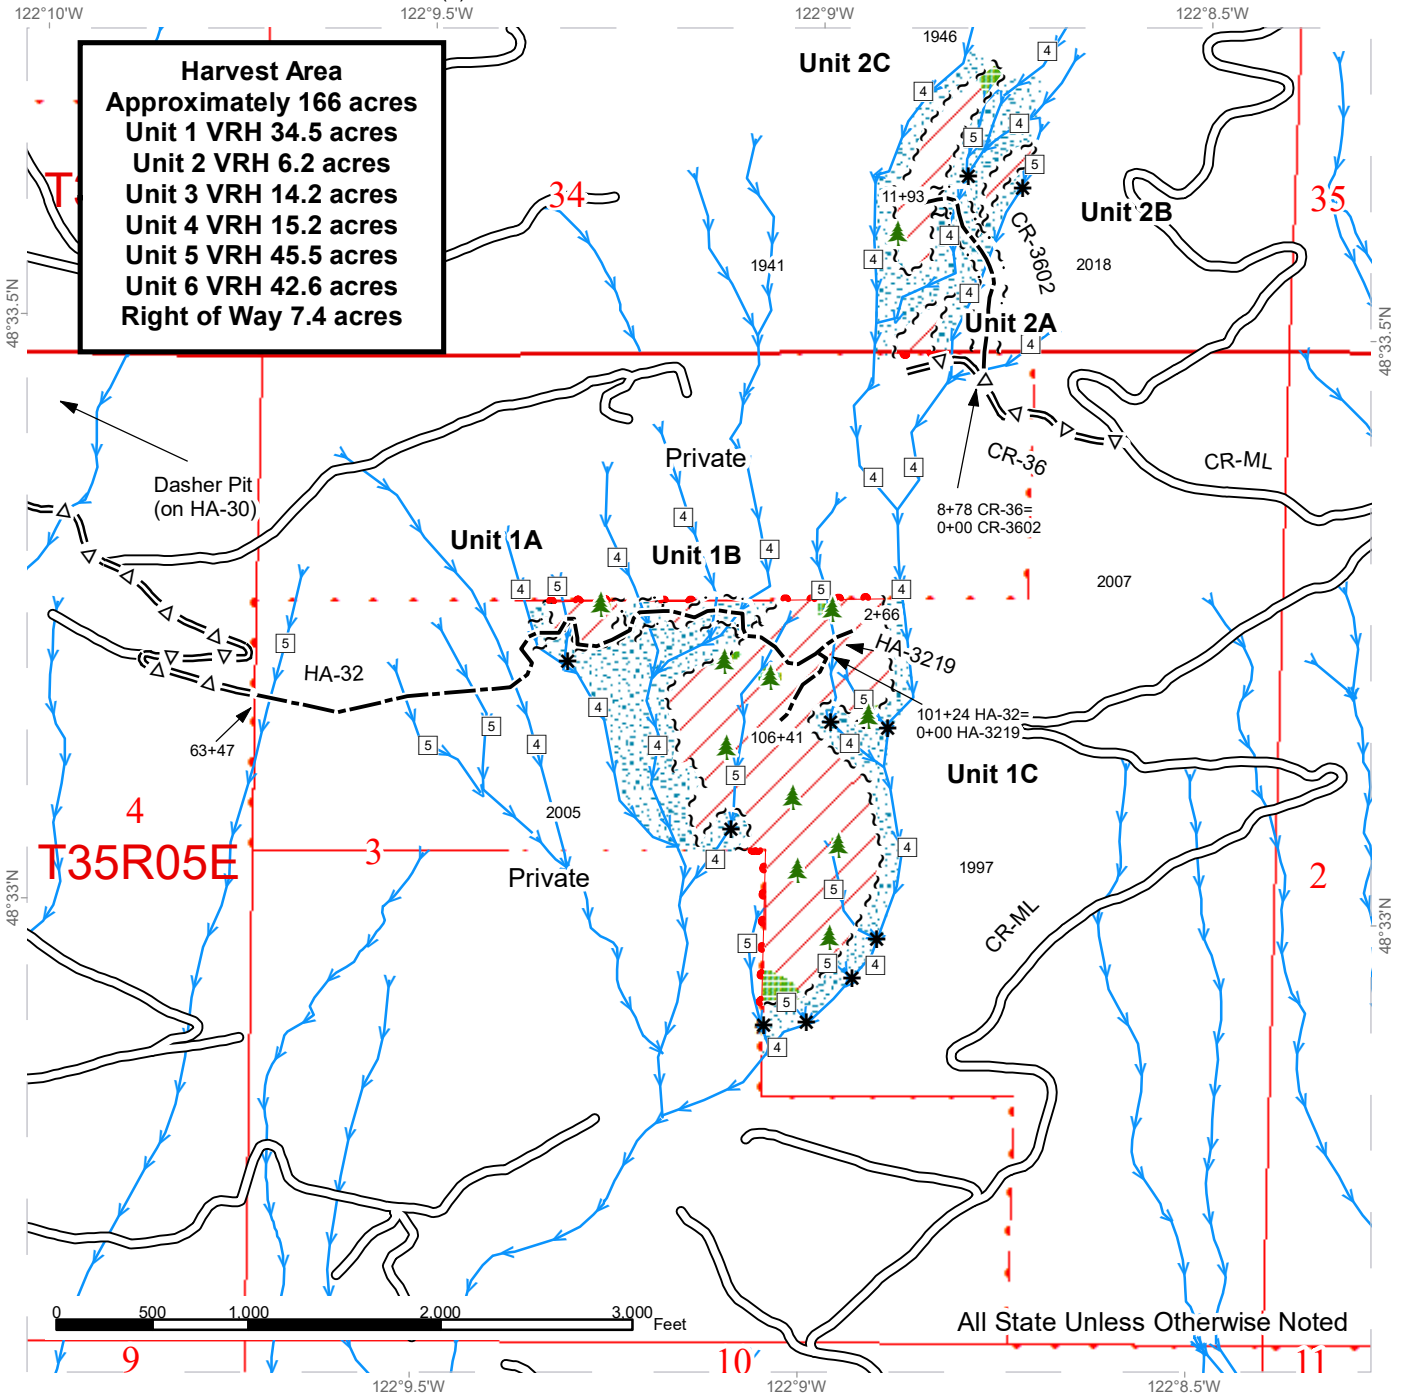 122°10'W
122°9.5'W
122°9'W
122°8.5'W
Harvest Area
Approximately 166 acres
Unit 1 VRH 34.5 acres
Unit 2 VRH 6.2 acres
Unit 3 VRH 14.2 acres
Unit 4 VRH 15.2 acres
Unit 5 VRH 45.5 acres
Unit 6 VRH 42.6 acres
Right of Way 7.4 acres
1946
Unit 2C
4
4
4
5
5
34
35
11+93
Unit 2B
CR-3602
4
4
1941
2018
4
48°33.5'N
48°33.5'N
Unit 2A
4
Private
CR-36
CR-ML
4
4
Dasher Pit
(on HA-30)
8+78 CR-36=
0+00 CR-3602
4
Unit 1A
Unit 1B
4
4
2007
4
5
5
4
2+66
5
HA-3219
HA-32
5
4
101+24 HA-32=
0+00 HA-3219
5
5
4
4
4
106+41
63+47
5
Unit 1C
4
2005
T35R05E
3
4
4
1997
Private
5
2
48°33'N
48°33'N
CR-ML
5
5
4
5
4
0
500
1,000
2,000
3,000
Feet
All State Unless Otherwise Noted
9
10
11
122°9.5'W
122°9'W
122°8.5'W